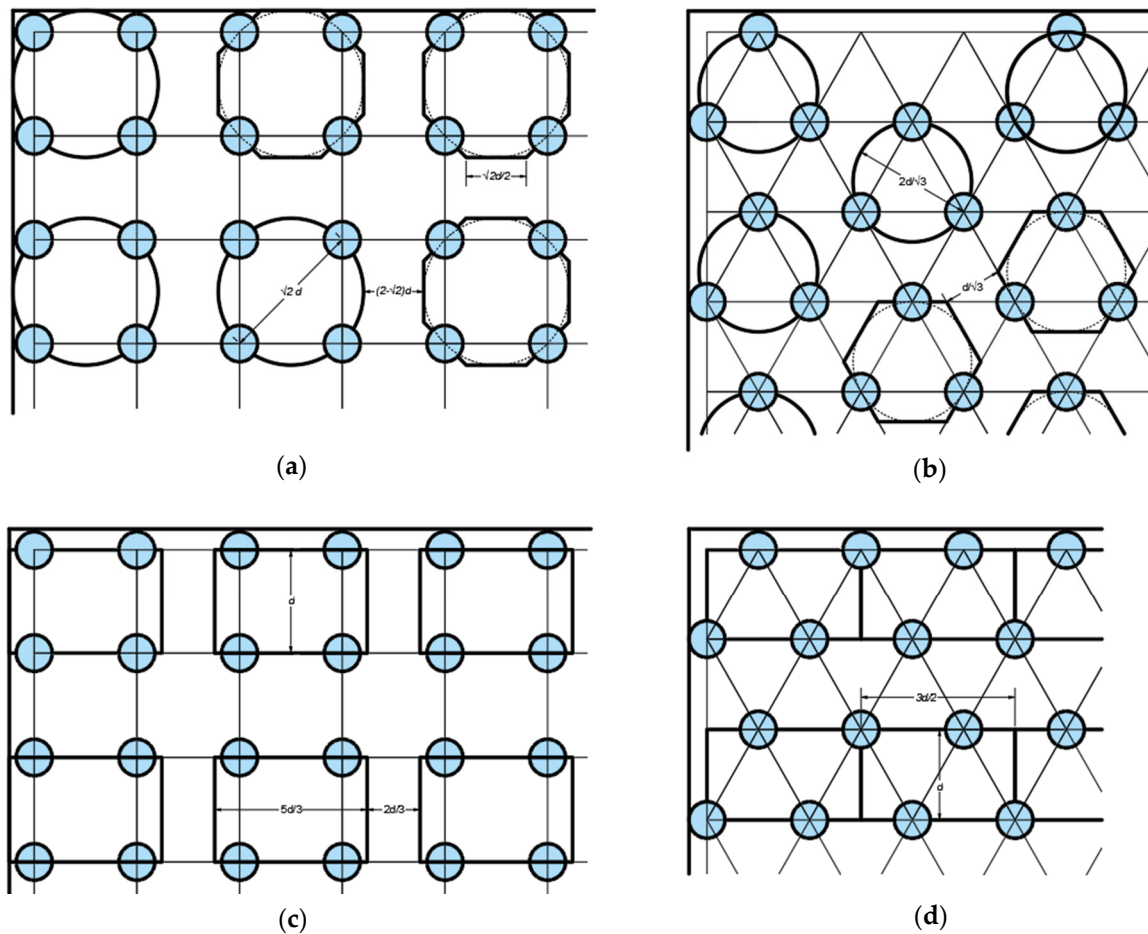 √2d/2
√2 d
(2-√2)d
(a)
2d/√3
d/√3
(b)
d
5d/3
2d/3
(c)
3d/2
d
(d)